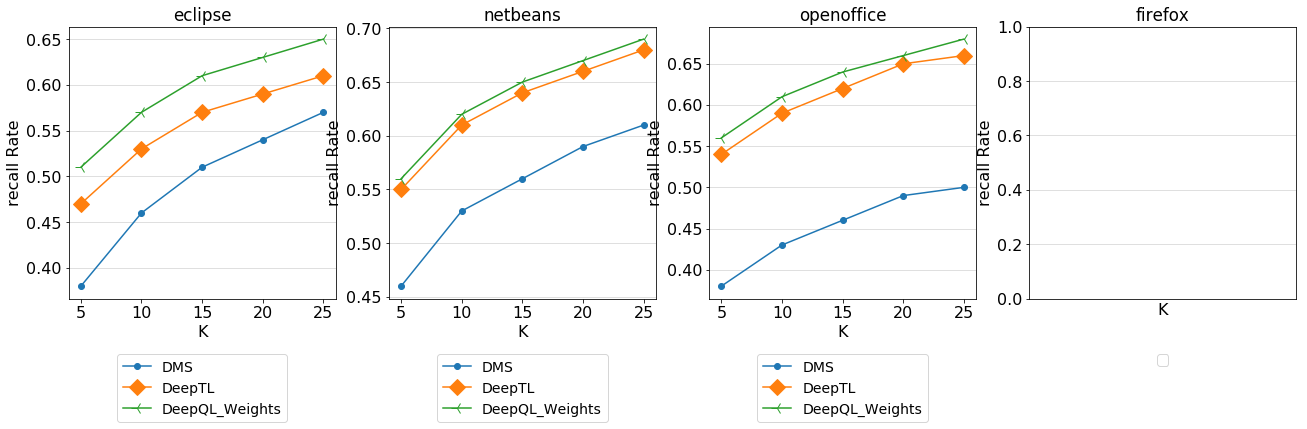 eclipse
recall Rate
0.65
0.60
0.55
0.50
0.45
0.40
5 10 15 20 25
K
DMS
DeepTL
DeepQL_Weights
netbeans
recall Rate
0.70
0.65
0.60
0.55
0.50
0.45
5 10 15 20 25
K
DMS
DeepTL
DeepQL_Weights
openoffice
recall Rate
0.65
0.60
0.55
0.50
0.45
0.40
5 10 15 20 25
K
DMS
DeepTL
DeepQL_Weights
firefox
recall Rate
1.0
0.8
0.6
0.4
0.2
0.0
K